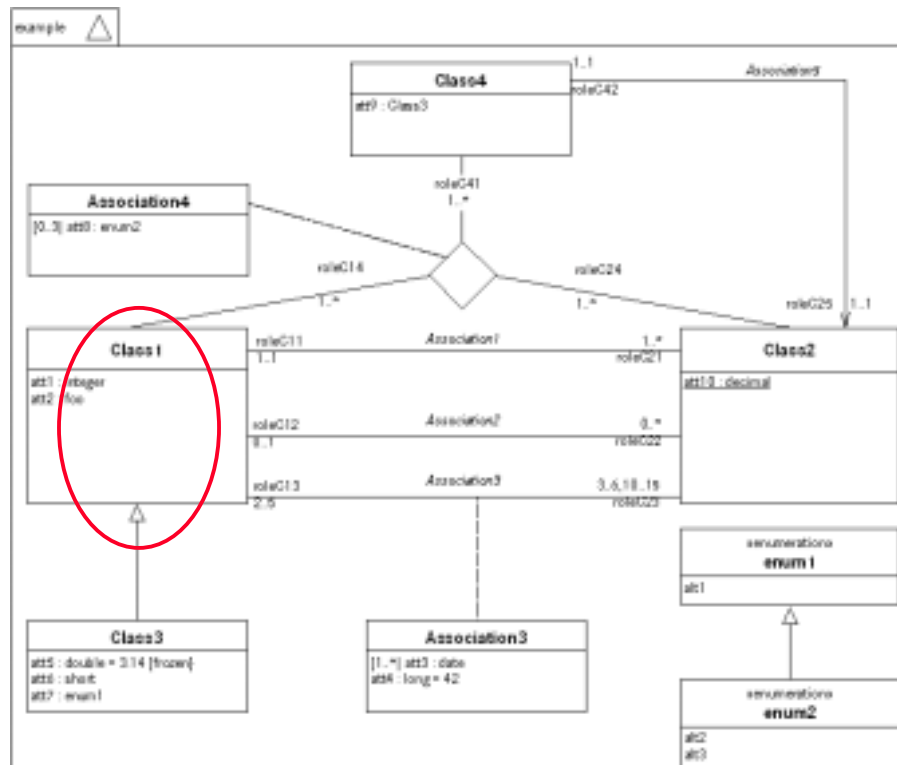 example
1..1
Association5
Class4
roleC42
att9 : Class3
roleC41
1..*
Association4
[0..3] att8 : enum2
roleC14
roleC24
1..*
1..*
roleC25
1..1
Class1
att1 : integer
att2 : foo
roleC11
Association1
1..*
1..1
roleC21
Class2
att10 : decimal
roleC12
Association2
0..*
0..1
roleC22
roleC13
Association3
3..6,10..15
2..5
roleC23
«enumeration»
enum1
alt1
Class3
att5 : double = 3.14 {frozen}
att6 : short
att7 : enum1
Association3
[1..*] att3 : date
att4 : long = 42
«enumeration»
enum2
alt2
alt3